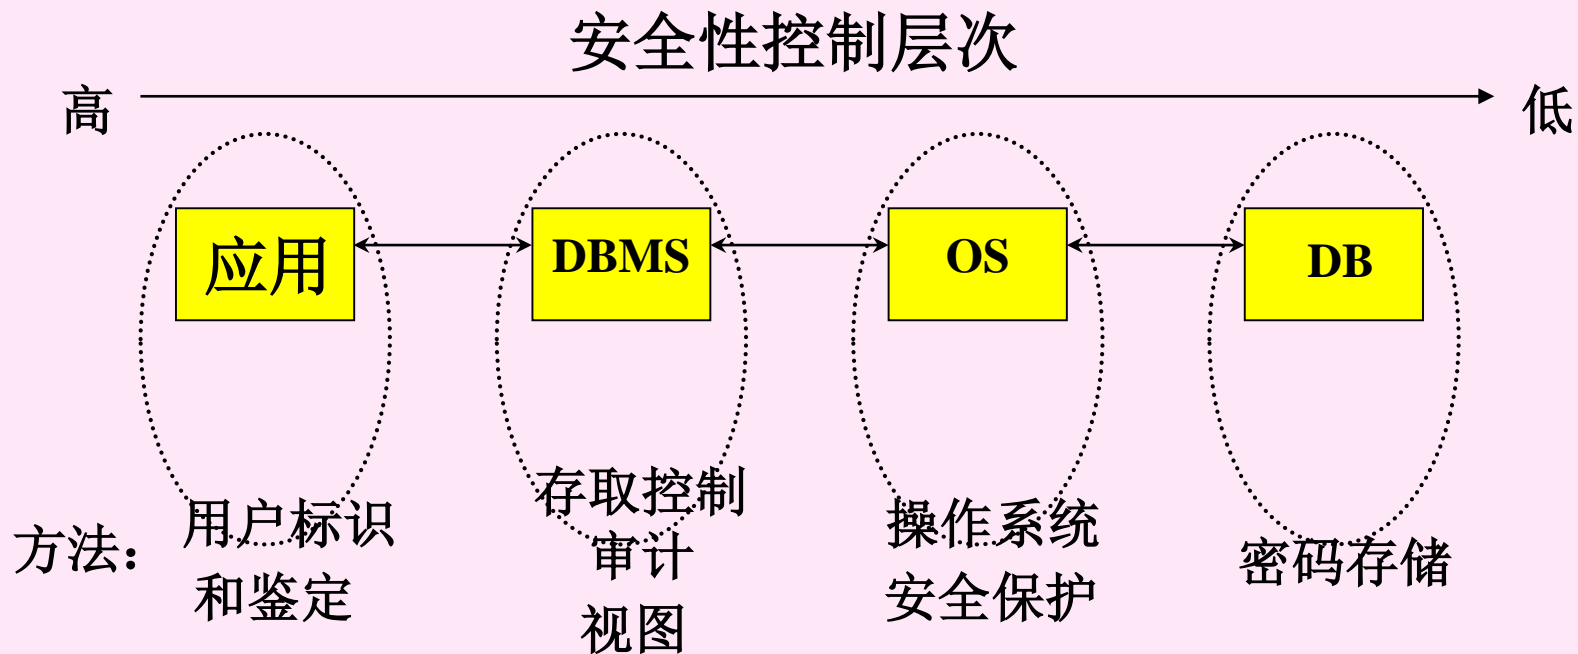 安全性控制层次
高
低
应用
DBMS
OS
DB
方法：
用户标识
和鉴定
存取控制
审计
视图
操作系统
安全保护
密码存储